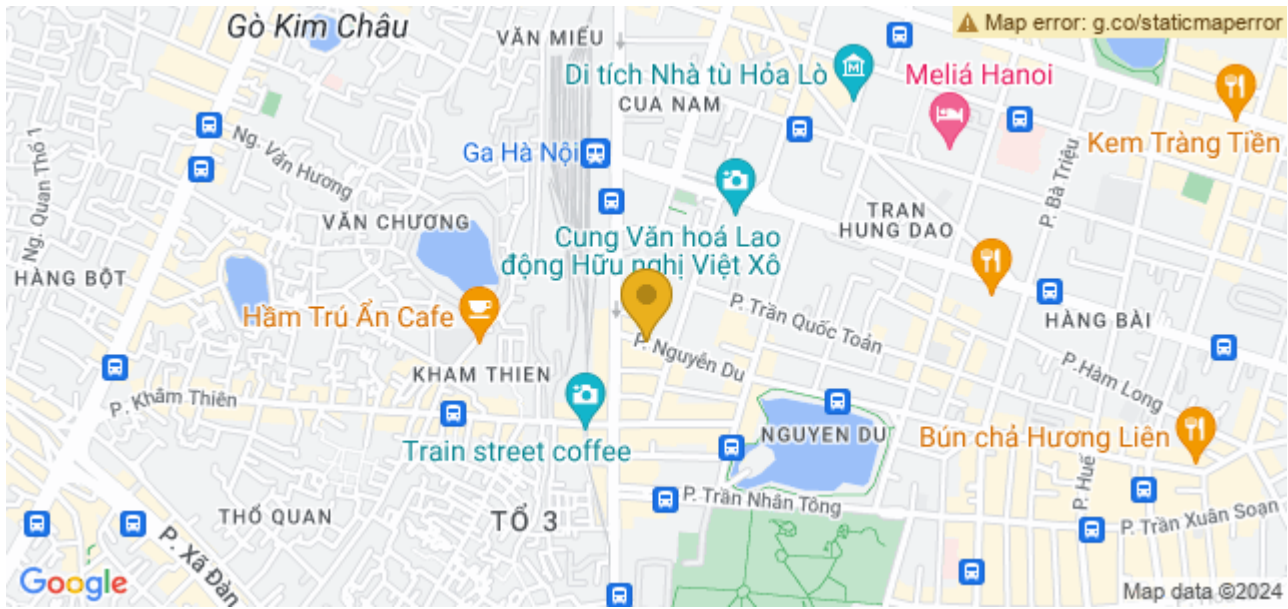 Gò Kim Châu
VĂN MIẾU
Map error: g.co/staticmaperror
Di tích Nhà tù Hỏa Lò
Meliá Hanoi
CUA NAM
Kem Tràng Tiền
Ng. Văn Hương
Ga Hà Nội
P. Bà Triệu
Ng. Quan Thổ 1
VĂN CHƯƠNG
TRAN
HUNG DAO
Cung Văn hoá Lao
động Hữu nghị Việt Xô
HÀNG BỘT
Hầm Trú Ẩn Cafe
P. Trần Quốc Toản
HÀNG BÀI
P. Nguyễn Du
KHAM THIEN
P.Hàm Long
P. Khâm Thiên
Train street coffee
NGUYEN DU
Bún chả Hương Liên
P. Huế
P. Trần Nhân Tông
THỔ QUAN
TỔ 3
P. Trần Xuân Soạn
P. Xã Đàn
Google
Map data ©2024